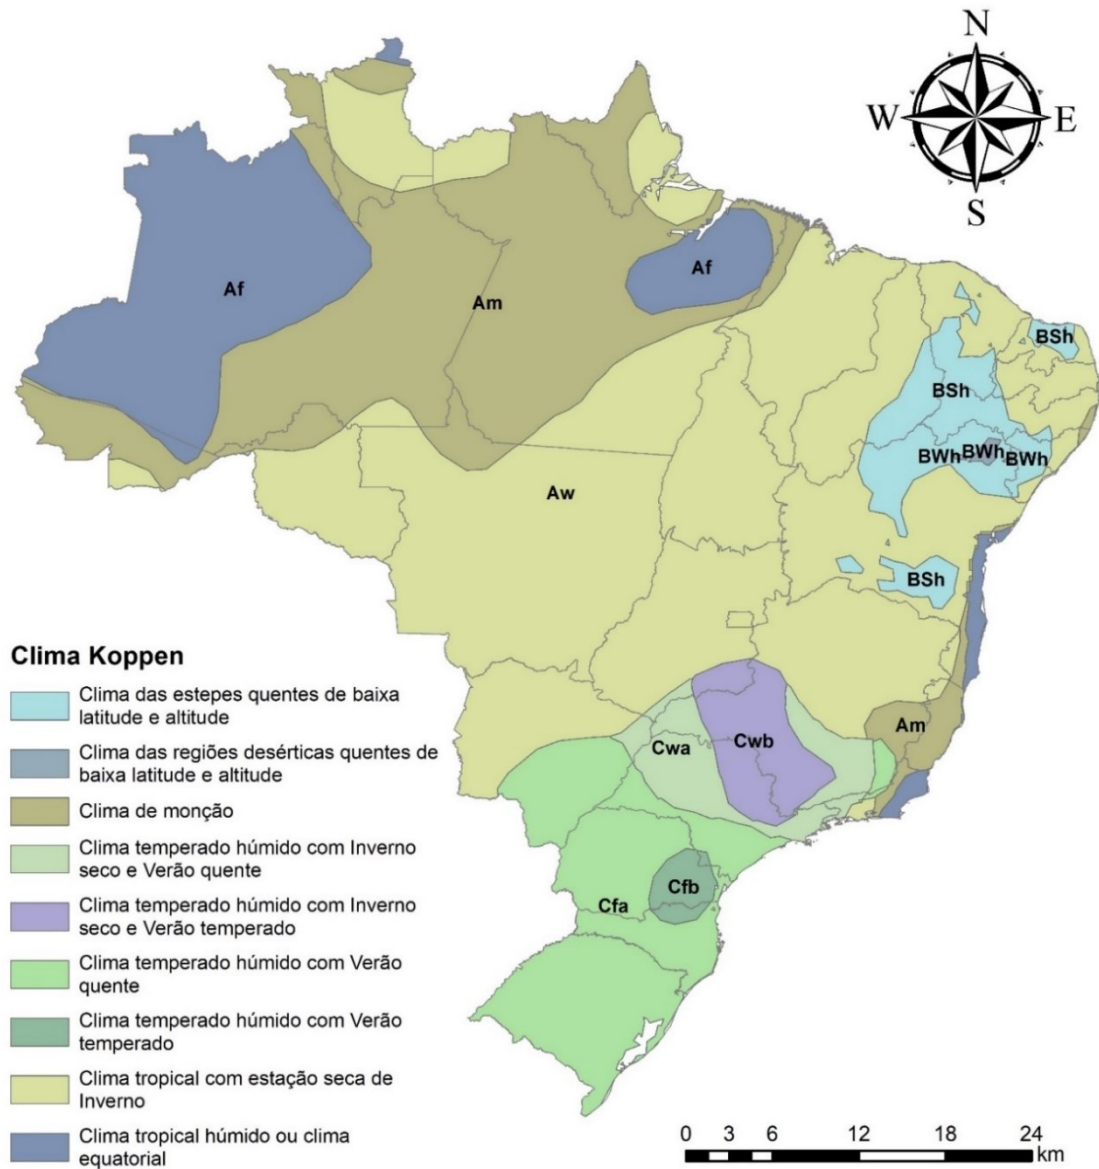 N
W E
S
Af
Af
Am
BSh
BSh
BWh BWh BWh
Aw
BSh
Am
Cwa Cwb
Cfb
Cfa
Clima Koppen
Clima das estepes quentes de baixa
latitude e altitude
Clima das regiões desérticas quentes de
baixa latitude e altitude
Clima de monção
Clima temperado húmido com Inverno
seco e Verão quente
Clima temperado húmido com Inverno
seco e Verão temperado
Clima temperado húmido com Verão
quente
Clima temperado húmido com Verão
temperado
Clima tropical com estação seca de
Inverno
Clima tropical húmido ou clima
equatorial
0 3 6 12 18 24
km